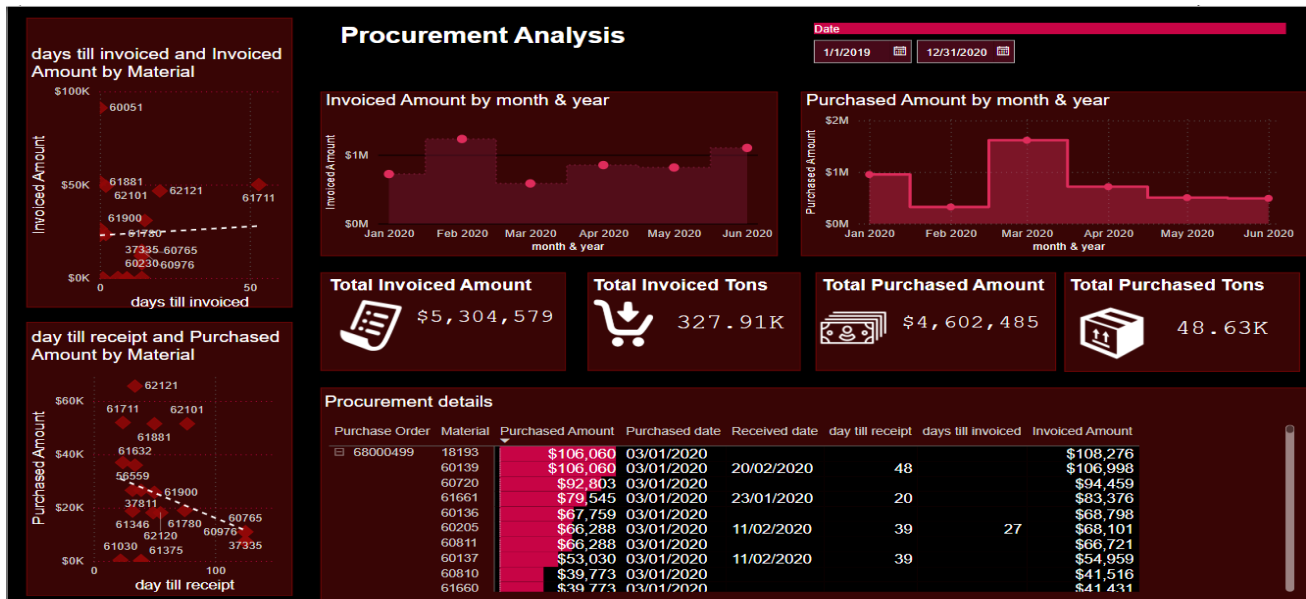 Procurement Analysis
Date
1/1/2019
12/31/2020
days till invoiced and Invoiced
Amount by Material
Invoiced Amount
$100K
$50K
$0K
60051
61881
62101
62121
61711
61900
61780
37335
60765
60230
60976
0
50
days till invoiced
Invoiced Amount by month & year
Invoiced Amount
$1M
$0M
Jan 2020
Feb 2020
Mar 2020
Apr 2020
May 2020
Jun 2020
month & year
Purchased Amount by month & year
Purchased Amount
$2M
$1M
$0M
Jan 2020
Feb 2020
Mar 2020
Apr 2020
May 2020
Jun 2020
month & year
Total Invoiced Amount
$5,304,579
Total Invoiced Tons
327.91K
Total Purchased Amount
$4,602,485
Total Purchased Tons
48.63K
day till receipt and Purchased
Amount by Material
Purchased Amount
$60K
$40K
$20K
$0K
62121
61711
62101
61881
61632
56559
61900
37811
61346
62120
61780
60765
60976
37335
61030
61375
0
100
day till receipt
Procurement details
Purchase Order Material Purchased Amount Purchased date Received date day till receipt days till invoiced Invoiced Amount
68000499 18193 $106,060 03/01/2020 $108,276
60139 $106,060 03/01/2020 20/02/2020 48 $106,998
60720 $92,803 03/01/2020 $94,459
61661 $79,545 03/01/2020 23/01/2020 20 $83,376
60136 $67,759 03/01/2020 $68,798
60205 $66,288 03/01/2020 11/02/2020 39 27 $68,101
60811 $66,288 03/01/2020 $66,721
60137 $53,030 03/01/2020 11/02/2020 39 $54,959
60810 $39,773 03/01/2020 $41,516
61660 $39,773 03/01/2020 $41,431